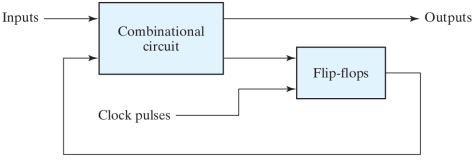 Inputs
Combinational
circuit
Outputs
Flip-flops
Clock pulses